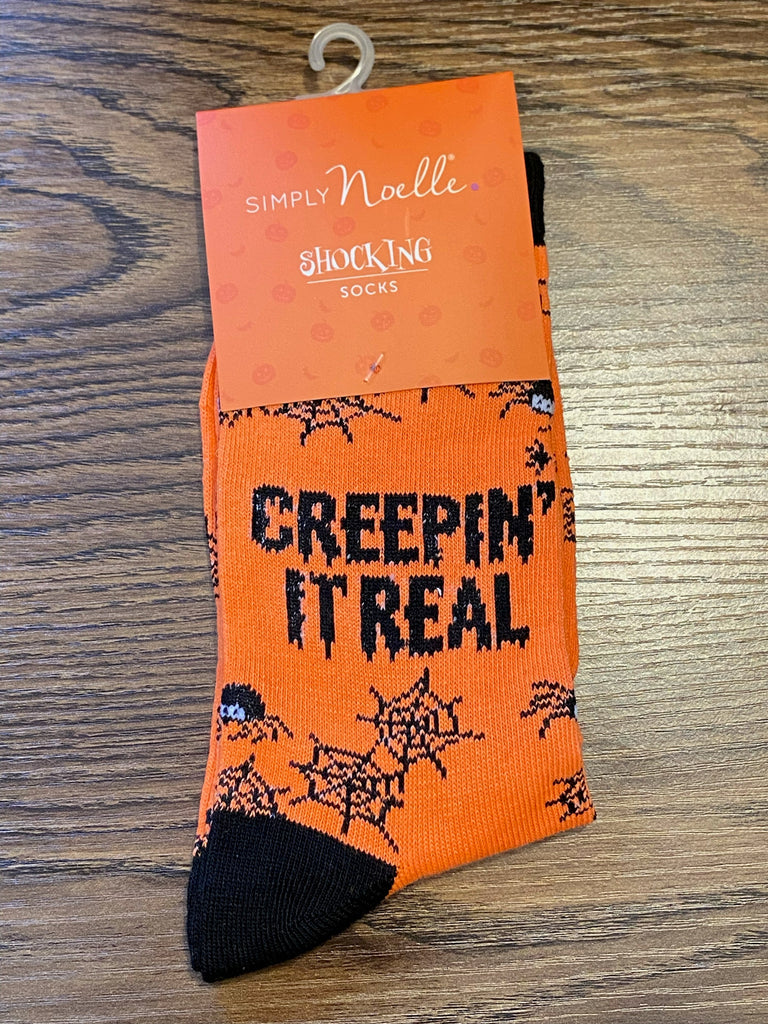 SIMPLY Noelle®
SHOCKING
SOCKS
CREEPIN'
IT REAL